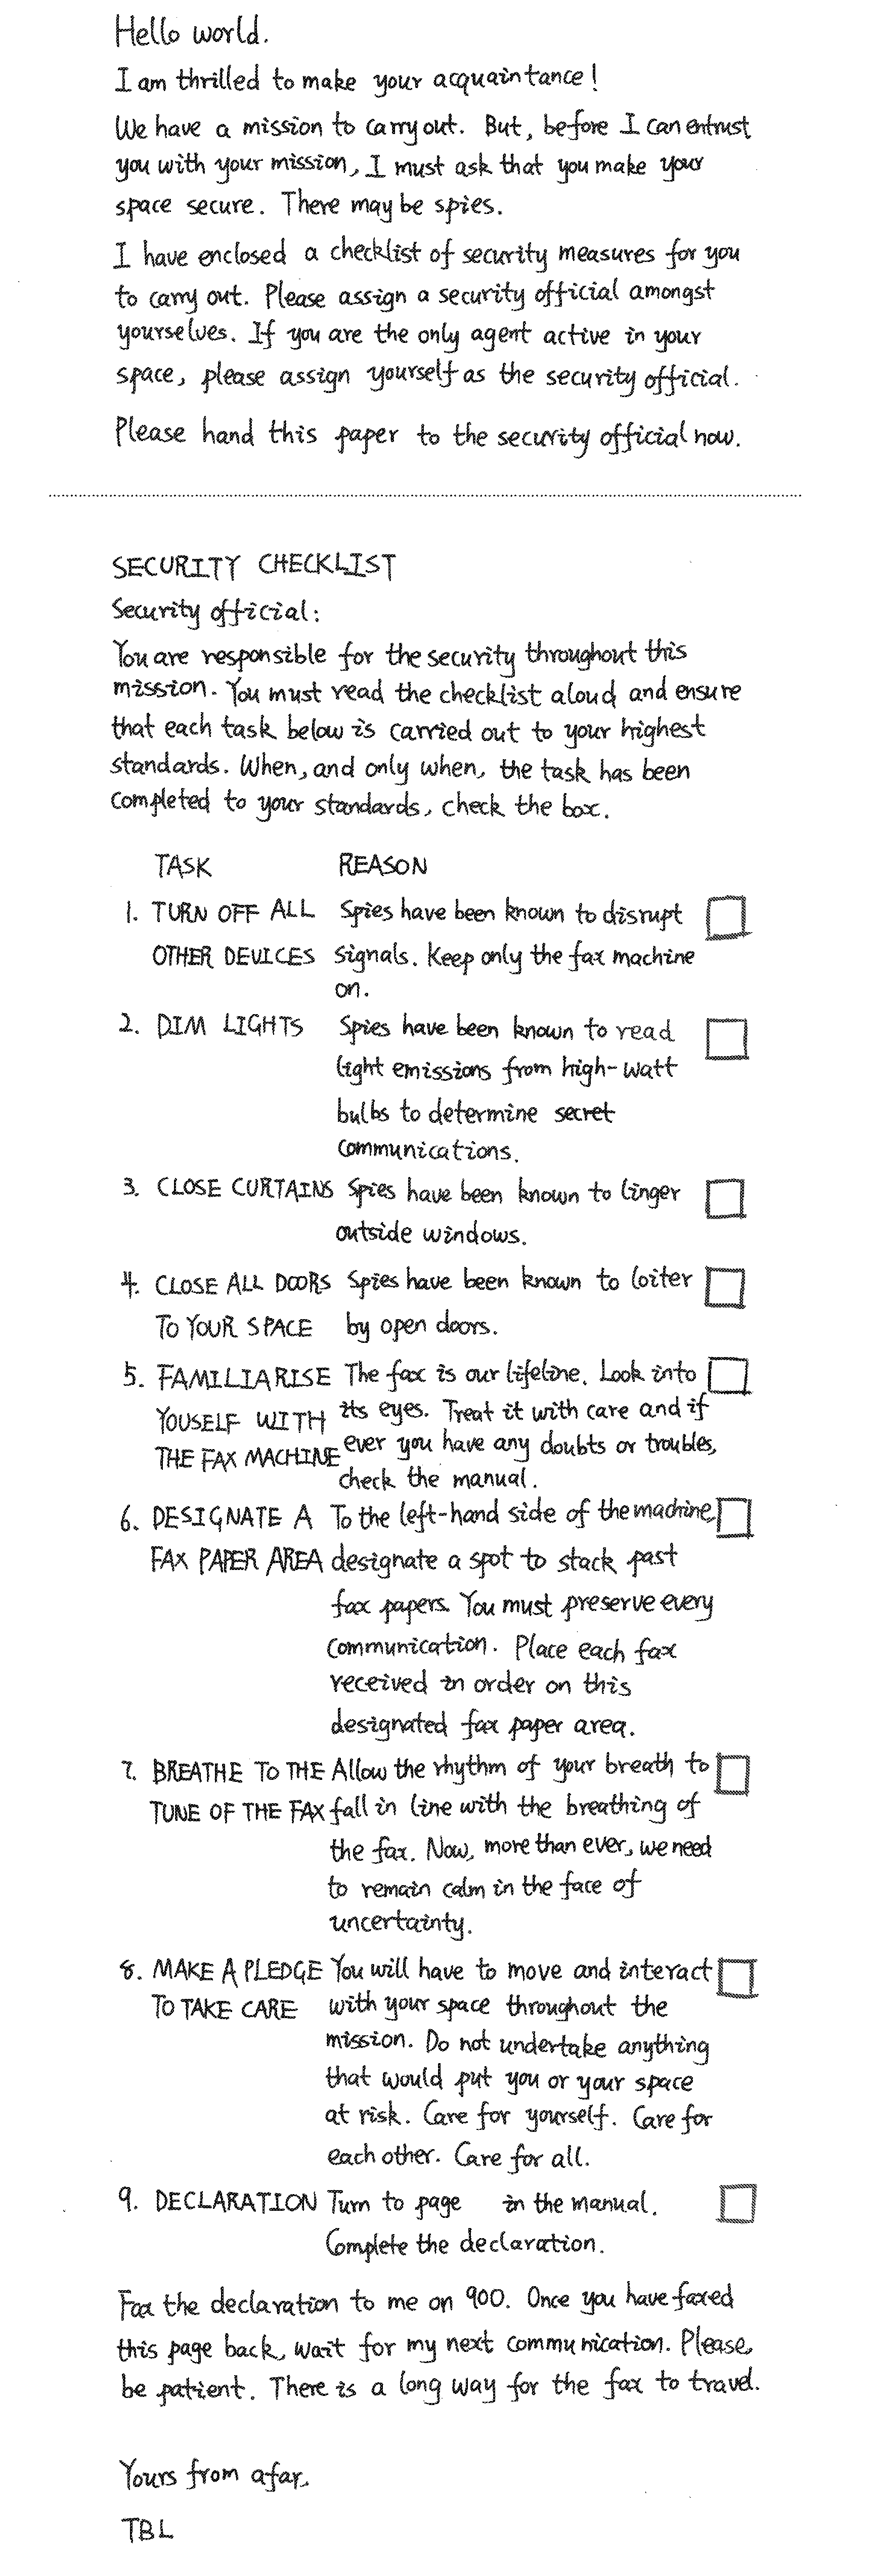 Hello world.
I am thrilled to make your acquaintance!
We have a mission to carry out. But, before I can entrust
you with your mission, I must ask that you make your
space secure. There may be spies.
I have enclosed a checklist of security measures for you
to carry out. Please assign a security official amongst
yourselves. If you are the only agent active in your
space, please assign yourself as the security official.
Please hand this paper to the security official now.
SECURITY CHECKLIST
Security official:
You are responsible for the security throughout this
mission. You must read the checklist aloud and ensure
that each task below is carried out to your highest
standards. When, and only when, the task has been
completed to your standards, check the box.
TASK REASON
1. TURN OFF ALL Spies have been known to disrupt
OTHER DEVICES signals. Keep only the fax machine
on.
2. DIM LIGHTS Spies have been known to read
light emissions from high-watt
bulbs to determine secret
communications.
3. CLOSE CURTAINS Spies have been known to linger
outside windows.
4. CLOSE ALL DOORS Spies have been known to loiter
TO YOUR SPACE by open doors.
5. FAMILIARISE The fax is our lifeline. Look into
YOUSELF WITH its eyes. Treat it with care and if
THE FAX MACHINE ever you have any doubts or troubles,
check the manual.
6. DESIGNATE A To the left-hand side of the machine,
FAX PAPER AREA designate a spot to stack past
fax papers. You must preserve every
communication. Place each fax
received in order on this
designated fax paper area.
7. BREATHE TO THE Allow the rhythm of your breath to
TUNE OF THE FAX fall in line with the breathing of
the fax. Now, more than ever, we need
to remain calm in the face of
uncertainty.
8. MAKE A PLEDGE You will have to move and interact
TO TAKE CARE with your space throughout the
mission. Do not undertake anything
that would put you or your space
at risk. Care for yourself. Care for
each other. Care for all.
9. DECLARATION Turn to page in the manual.
Complete the declaration.
Fax the declaration to me on 900. Once you have faxed
this page back, wait for my next communication. Please,
be patient. There is a long way for the fax to travel.
Yours from afar,
TBL